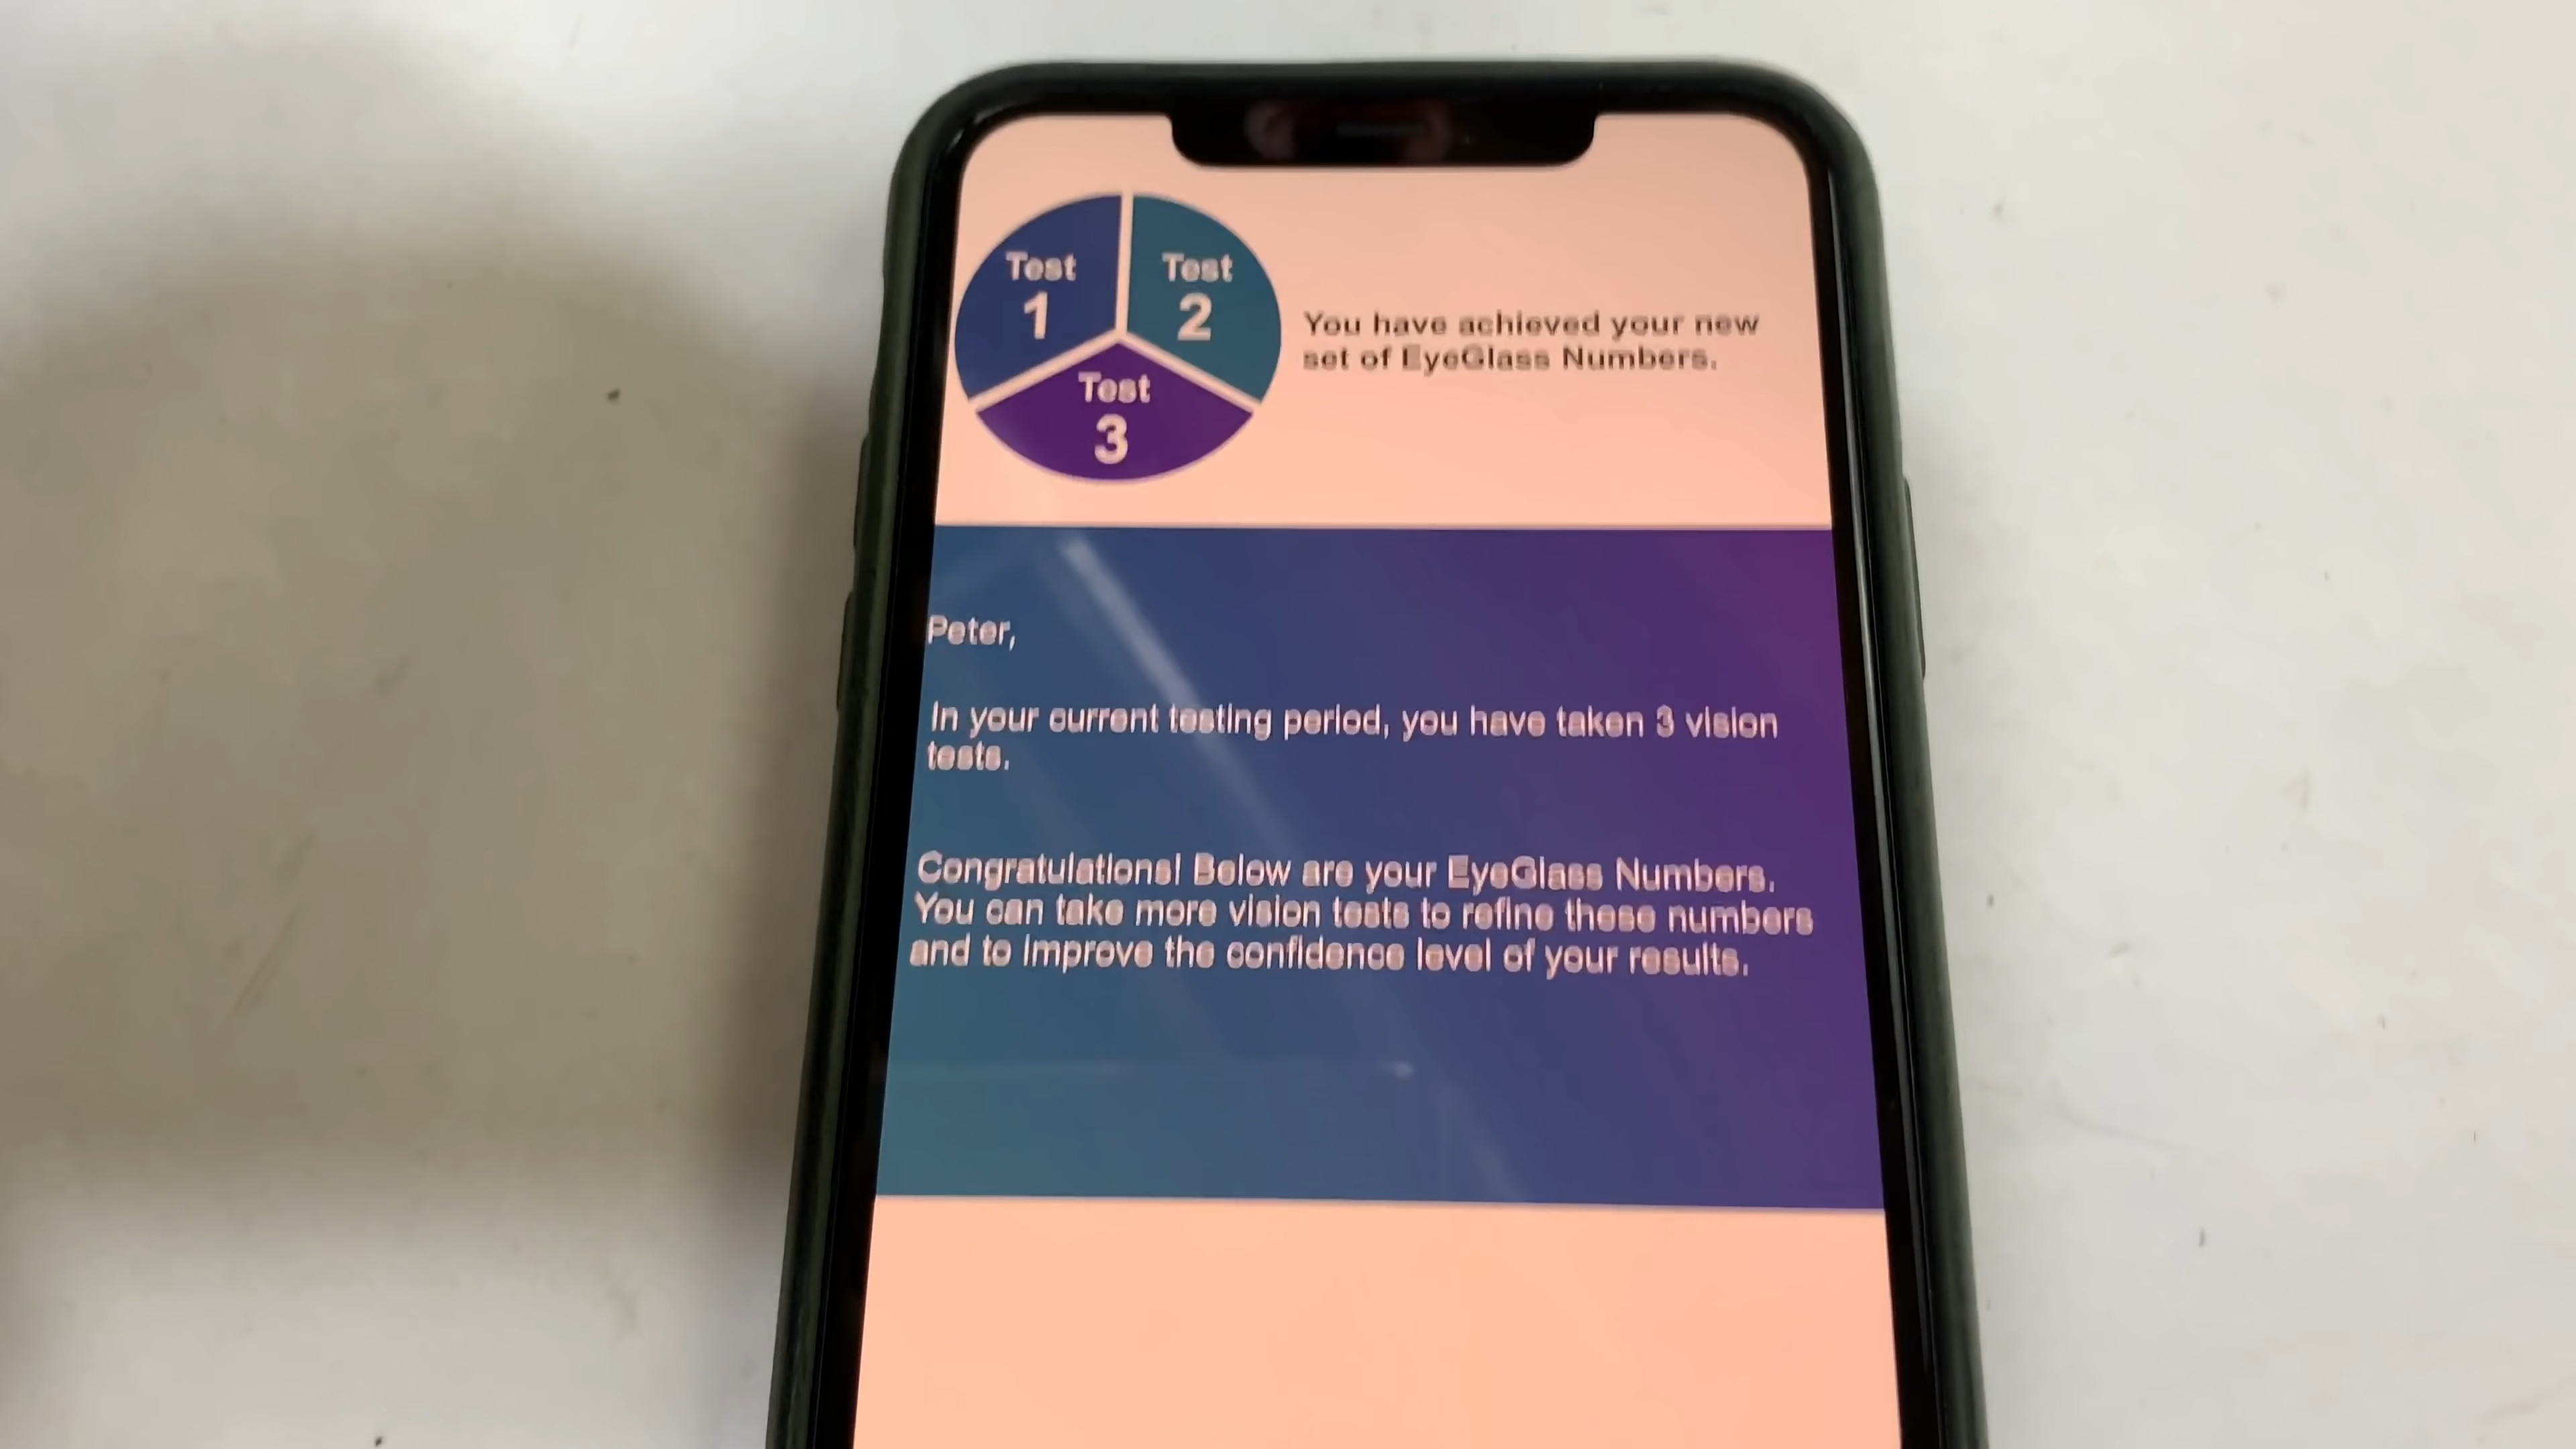 Test
1
Test
2
Test
3
You have achieved your new
set of EyeGlass Numbers.
Peter,
In your current testing period, you have taken 3 vision
tests.
Congratulations! Below are your EyeGlass Numbers.
You can take more vision tests to refine these numbers
and to improve the confidence level of your results.